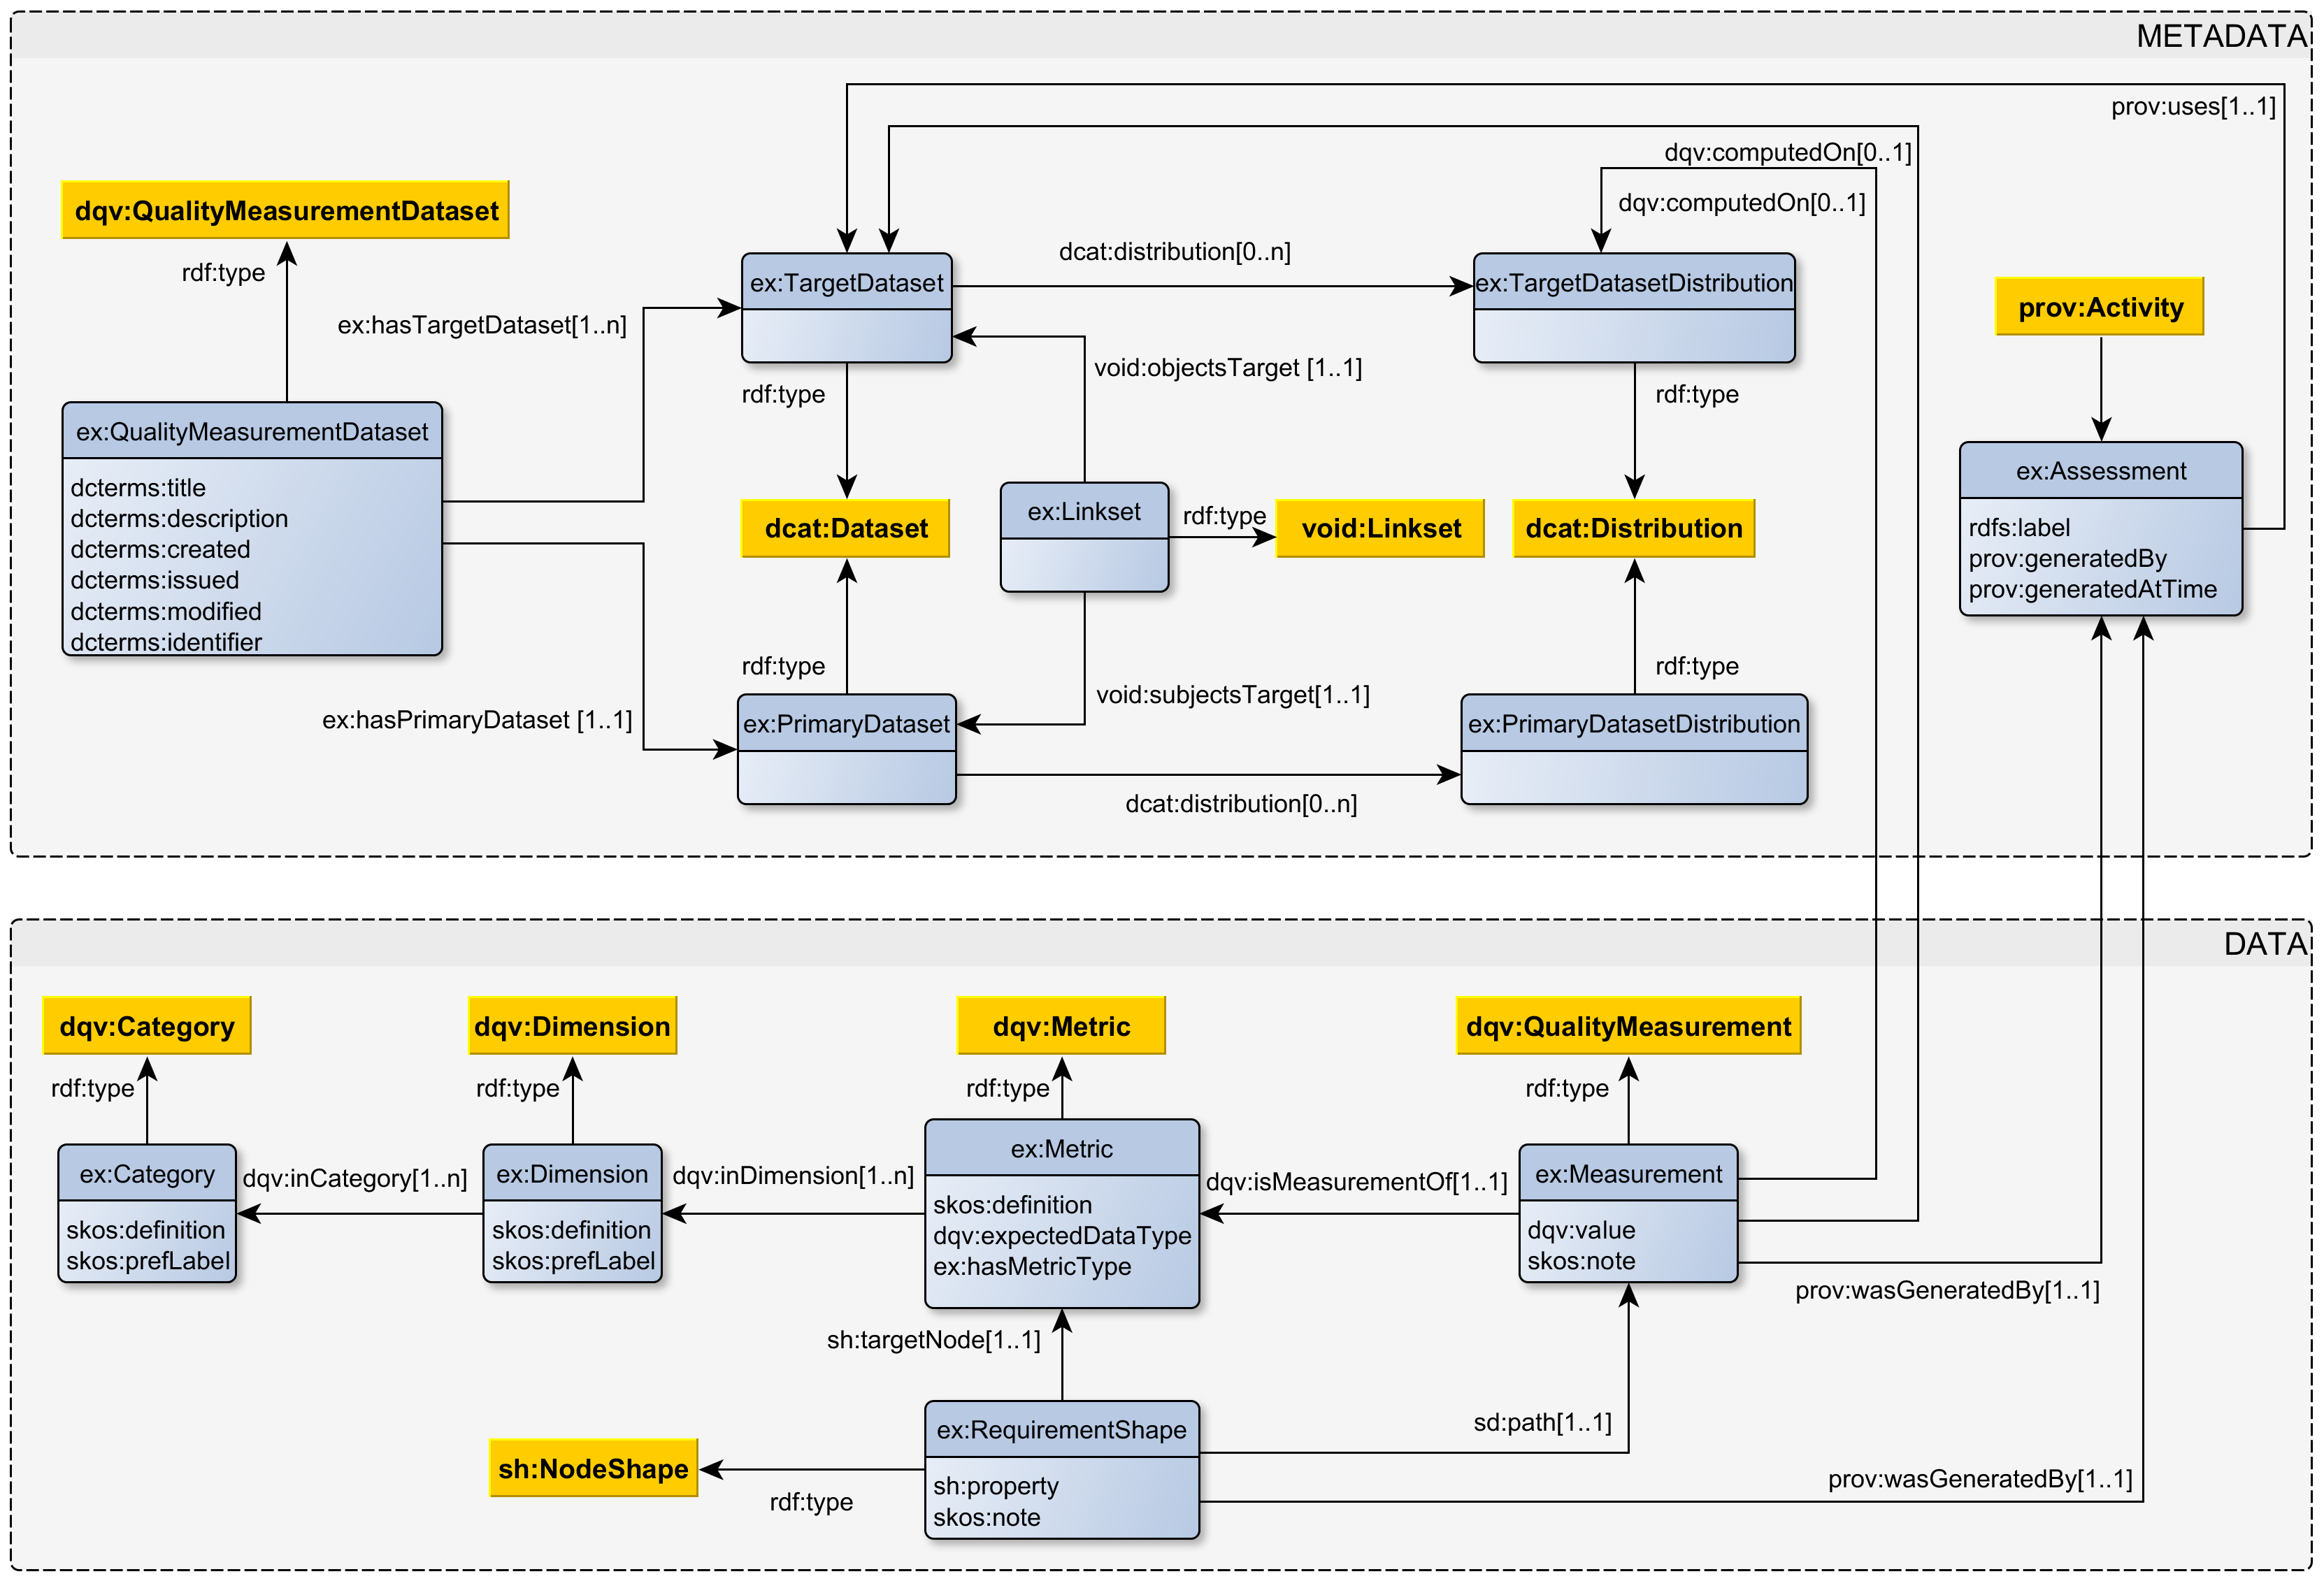 METADATA
prov:uses[1..1]
dqv:computedOn[0..1]
dqv:computedOn[0..1]
dqv:QualityMeasurementDataset
rdf:type
dcat:distribution[0..n]
ex:TargetDataset
ex:TargetDatasetDistribution
prov:Activity
ex:hasTargetDataset[1..n]
void:objectsTarget [1..1]
rdf:type
rdf:type
ex:QualityMeasurementDataset
dcterms:title
dcterms:description
dcterms:created
dcterms:issued
dcterms:modified
dcterms:identifier
ex:Assessment
rdfs:label
prov:generatedBy
prov:generatedAtTime
dcat:Dataset
ex:Linkset
rdf:type
void:Linkset
dcat:Distribution
rdf:type
rdf:type
void:subjectsTarget[1..1]
ex:hasPrimaryDataset [1..1]
ex:PrimaryDataset
ex:PrimaryDatasetDistribution
dcat:distribution[0..n]
DATA
dqv:Category
dqv:Dimension
dqv:Metric
dqv:QualityMeasurement
rdf:type
rdf:type
rdf:type
rdf:type
ex:Category
skos:definition
skos:prefLabel
dqv:inCategory[1..n]
ex:Dimension
skos:definition
skos:prefLabel
dqv:inDimension[1..n]
ex:Metric
skos:definition
dqv:expectedDataType
ex:hasMetricType
dqv:isMeasurementOf[1..1]
ex:Measurement
dqv:value
skos:note
prov:wasGeneratedBy[1..1]
sh:targetNode[1..1]
sd:path[1..1]
ex:RequirementShape
sh:property
skos:note
sh:NodeShape
rdf:type
prov:wasGeneratedBy[1..1]